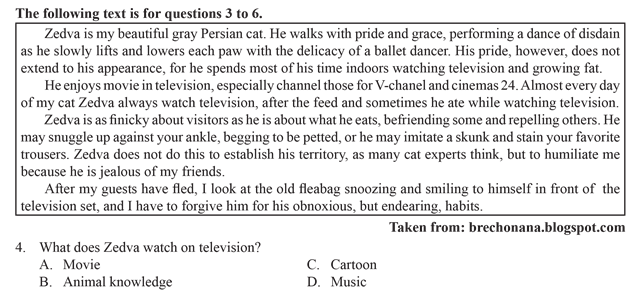 The following text is for questions 3 to 6.
Zedva is my beautiful gray Persian cat. He walks with pride and grace, performing a dance of disdain
as he slowly lifts and lowers each paw with the delicacy of a ballet dancer. His pride, however, does not
extend to his appearance, for he spends most of his time indoors watching television and growing fat.
He enjoys movie in television, especially channel those for V-chanel and cinemas 24. Almost every day
of my cat Zedva always watch television, after the feed and sometimes he ate while watching television.
Zedva is as finicky about visitors as he is about what he eats, befriending some and repelling others. He
may snuggle up against your ankle, begging to be petted, or he may imitate a skunk and stain your favorite
trousers. Zedva does not do this to establish his territory, as many cat experts think, but to humiliate me
because he is jealous of my friends.
After my guests have fled, I look at the old fleabag snoozing and smiling to himself in front of the
television set, and I have to forgive him for his obnoxious, but endearing, habits.
Taken from: brechonana.blogspot.com
4. What does Zedva watch on television?
A. Movie C. Cartoon
B. Animal knowledge D. Music